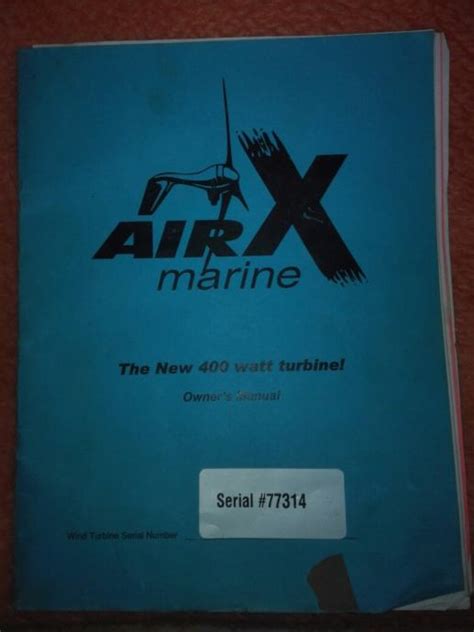 AIR X
marine
The New 400 watt turbine!
Owner's Manual
Serial #77314
Wind Turbine Serial Number